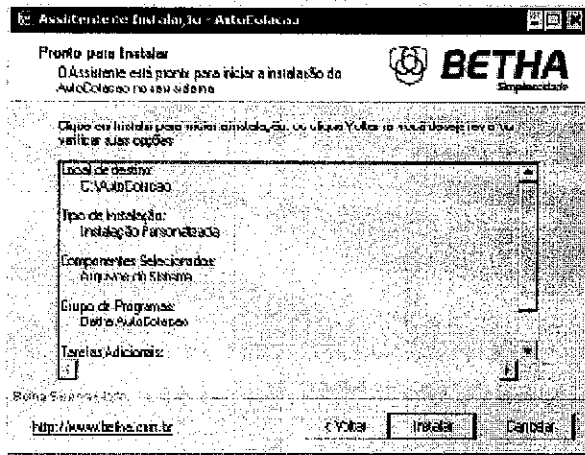 Assistente de Instalação - AutoCotacao
Pronto para Instalar
O Assistente está pronto para iniciar a instalação do
AutoCotacao no seu sistema
BETHA
Simplicidade
Clique em Instalar para iniciar a instalação, ou clique Voltar se você deseja rever ou
verificar suas opções
Local de destino:
C:\AutoCotacao
Tipo de Instalação:
Instalação Personalizada
Componentes Selecionados:
Arquivos do Sistema
Grupo de Programas:
Betha AutoCotacao
Tarefas Adicionais:
Betha Sistemas
http://www.betha.com.br
< Voltar
Instalar
Cancelar